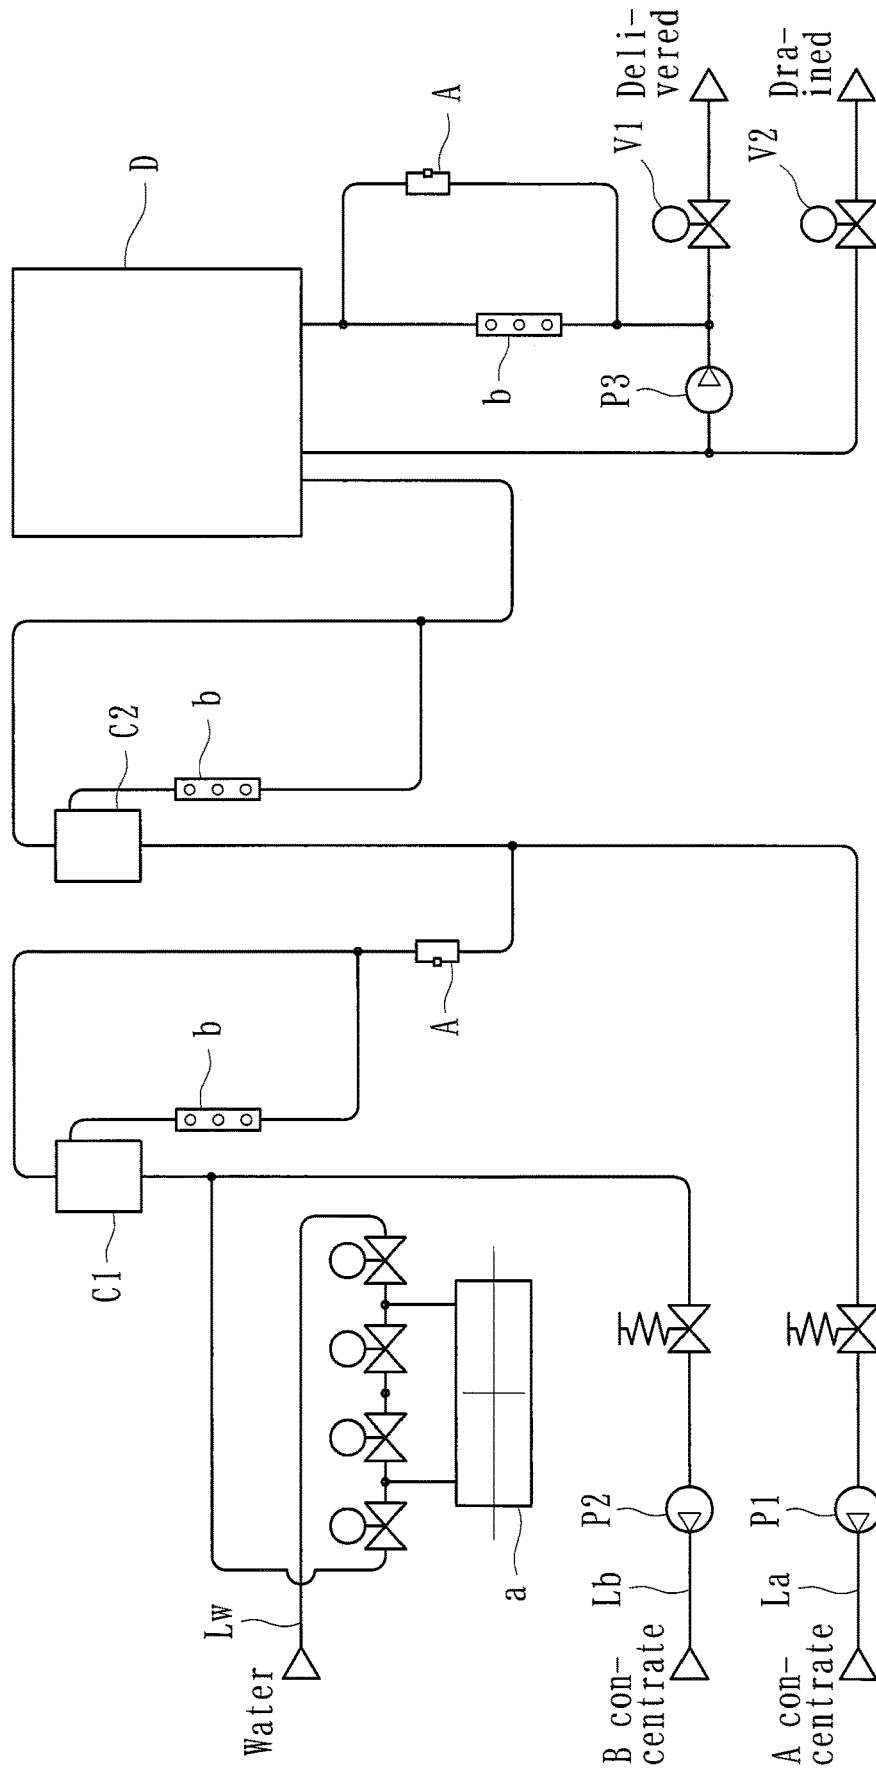 C1
C2
D
b
b
Lw
Water
A
A
b
a
B con-
centrate
Lb
P2
P3
V1
Deli-
vered
A con-
centrate
La
P1
V2
Dra-
ined